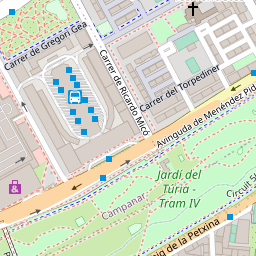 Carrer de Gregori Gea
Carrer de Ricardo Micó
Carrer del Torpediner
Avinguda de Menéndez Pid
Jardí del
Túria -
Tram IV
Campanar
Circuit
de la Petxina